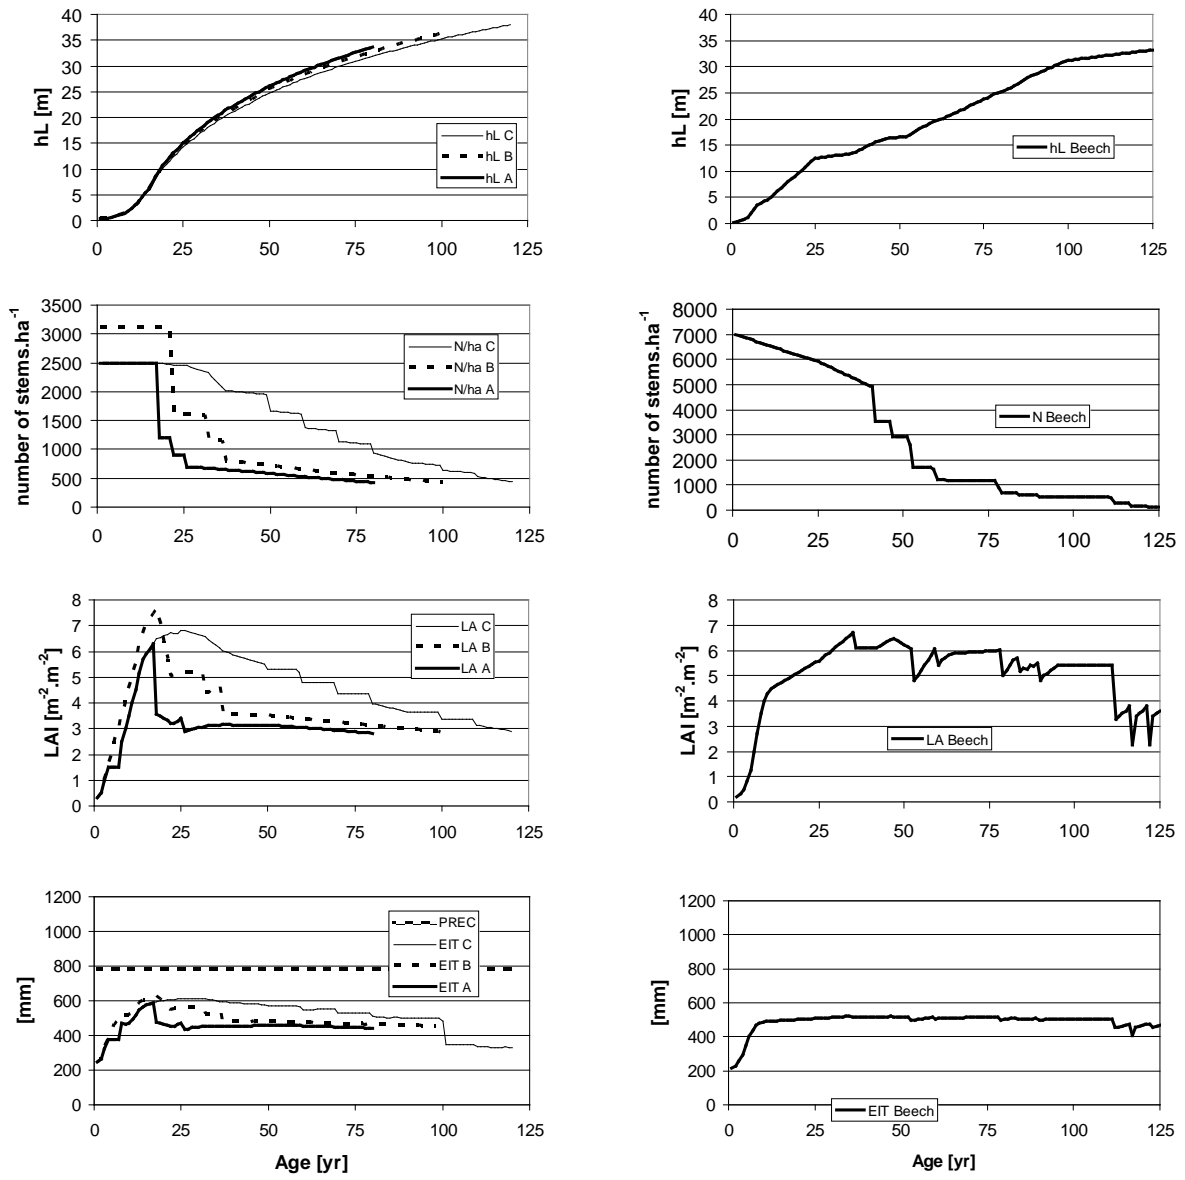 hL [m]
40
35
30
25
20
15
10
5
0
0 25 50 75 100 125
hL C
hL B
hL A
hL [m]
40
35
30
25
20
15
10
5
0
0 25 50 75 100 125
hL Beech
number of stems.ha-1
3500
3000
2500
2000
1500
1000
500
0
0 25 50 75 100 125
N/ha C
N/ha B
N/ha A
number of stems.ha-1
8000
7000
6000
5000
4000
3000
2000
1000
0
0 25 50 75 100 125
N Beech
LAI [m-2.m-2]
8
7
6
5
4
3
2
1
0
0 25 50 75 100 125
LA C
LA B
LA A
LAI [m-2.m-2]
8
7
6
5
4
3
2
1
0
0 25 50 75 100 125
LA Beech
[mm]
1200
1000
800
600
400
200
0
0 25 50 75 100 125
PREC
EIT C
EIT B
EIT A
Age [yr]
[mm]
1200
1000
800
600
400
200
0
0 25 50 75 100 125
EIT Beech
Age [yr]